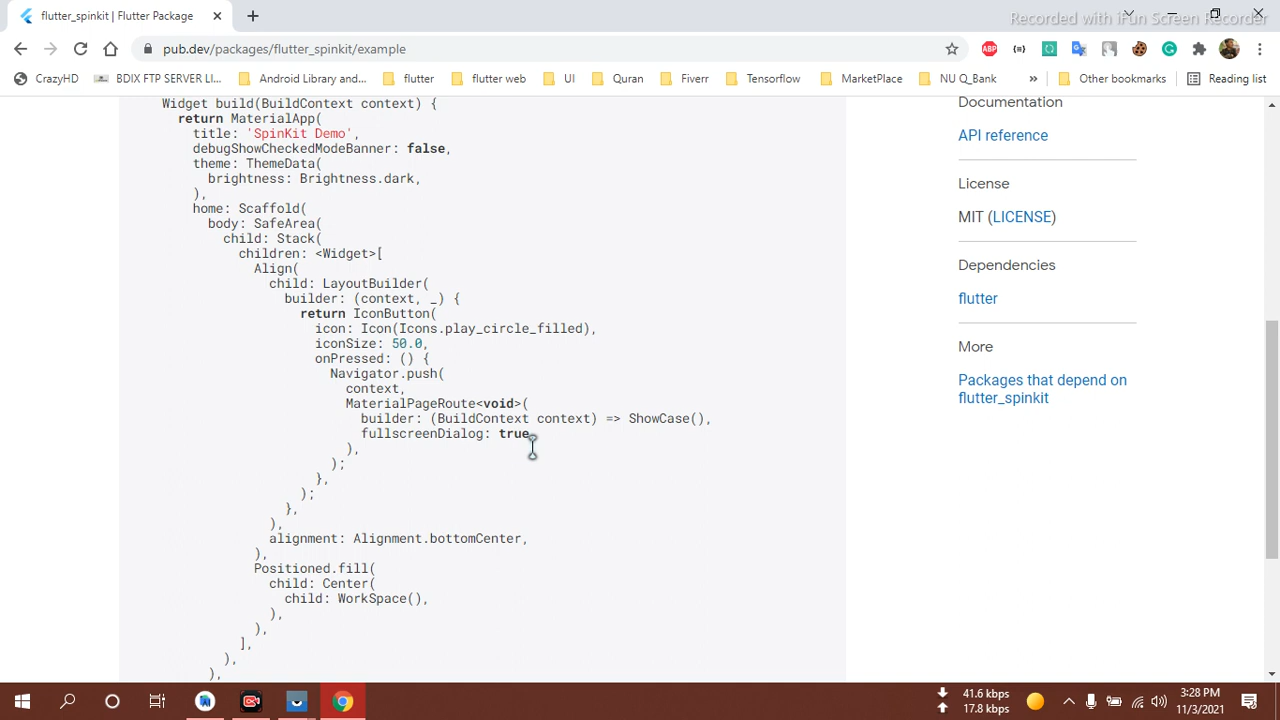 flutter_spinkit | Flutter Package
Recorded with iFun Screen Recorder
pub.dev/packages/flutter_spinkit/example
CrazyHD
BDIX FTP SERVER LI...
Android Library and...
flutter
flutter web
UI
Quran
Fiverr
Tensorflow
MarketPlace
NU Q_Bank
»
Other bookmarks
Reading list
Widget build(BuildContext context) {
return MaterialApp(
title: 'SpinKit Demo',
debugShowCheckedModeBanner: false,
theme: ThemeData(
brightness: Brightness.dark,
),
home: Scaffold(
body: SafeArea(
child: Stack(
children: <Widget>[
Align(
child: LayoutBuilder(
builder: (context, _) {
return IconButton(
icon: Icon(Icons.play_circle_filled),
iconSize: 50.0,
onPressed: () {
Navigator.push(
context,
MaterialPageRoute<void>(
builder: (BuildContext context) => ShowCase(),
fullscreenDialog: true,
),
);
},
);
},
),
alignment: Alignment.bottomCenter,
),
Positioned.fill(
child: Center(
child: WorkSpace(),
),
),
],
),
),
Documentation
API reference
License
MIT (LICENSE)
Dependencies
flutter
More
Packages that depend on
flutter_spinkit
41.6 kbps
17.8 kbps
3:28 PM
11/3/2021